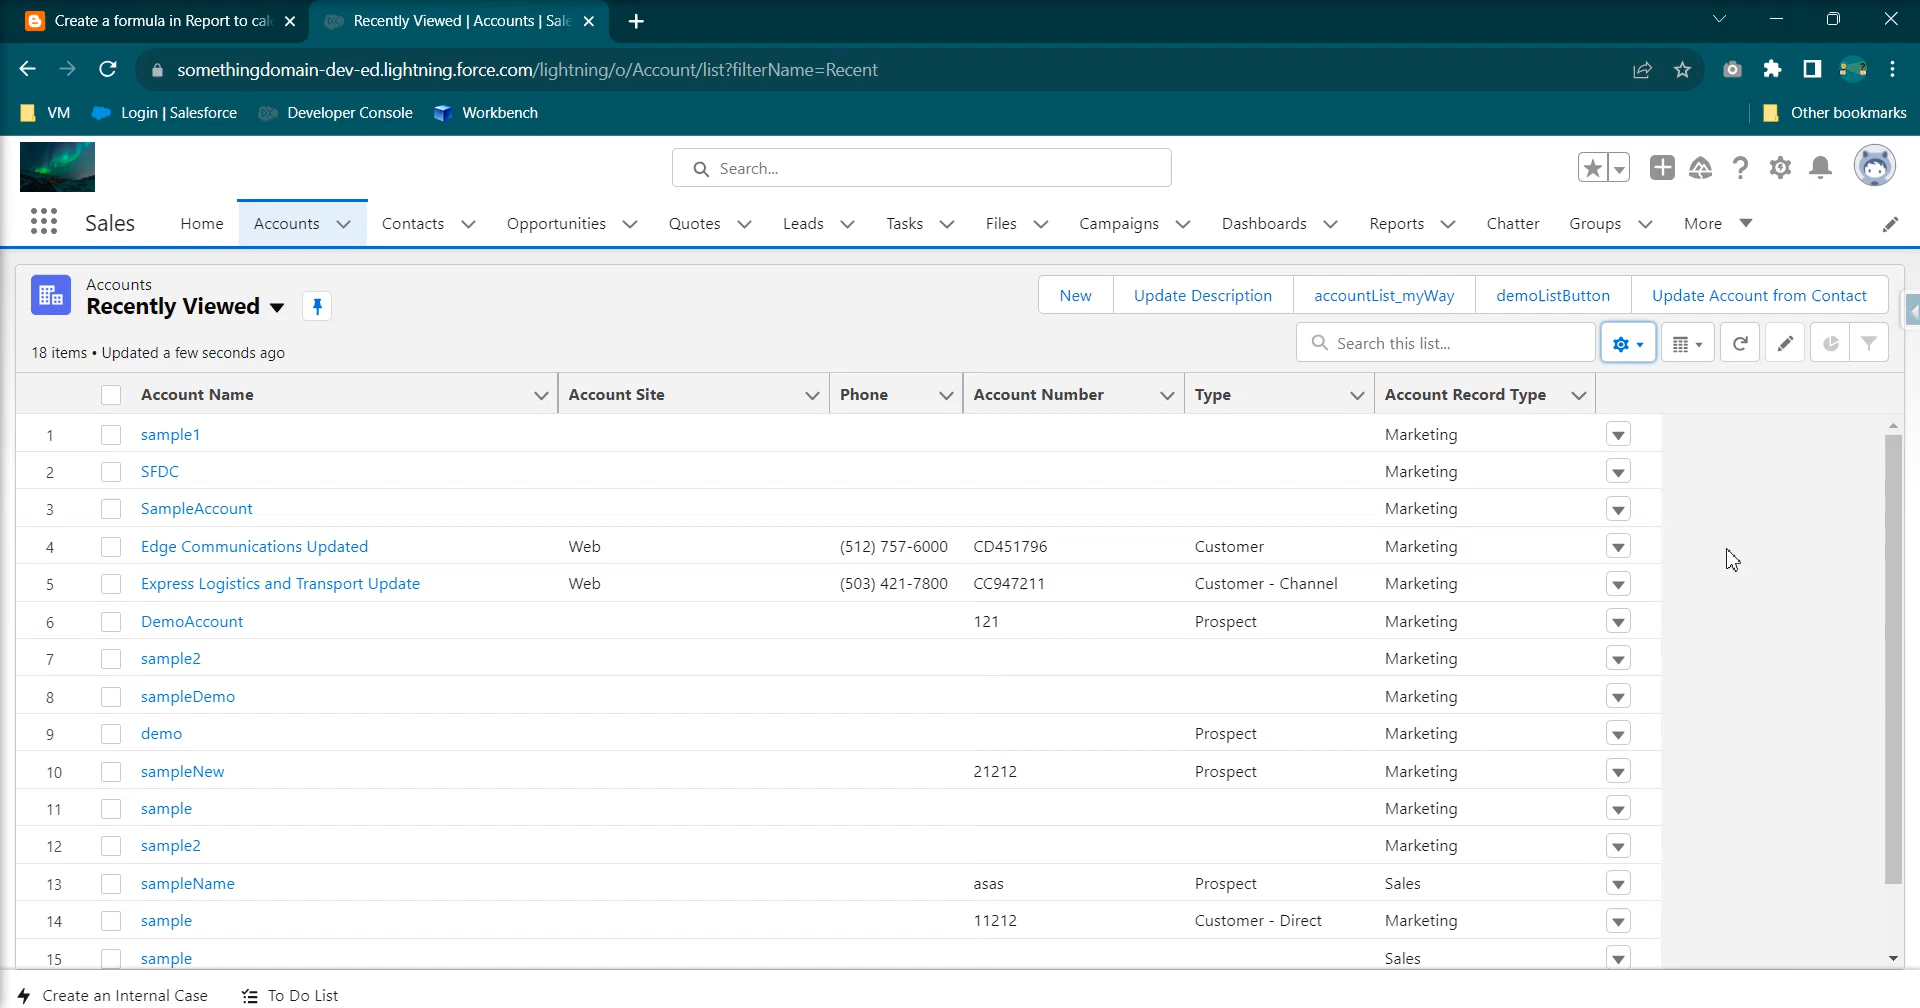 Create a formula in Report to cal
Recently Viewed | Accounts | Sale
somethingdomain-dev-ed.lightning.force.com/lightning/o/Account/list?filterName=Recent
VM Login | Salesforce Developer Console Workbench Other bookmarks
Search...
Sales Home Accounts Contacts Opportunities Quotes Leads Tasks Files Campaigns Dashboards Reports Chatter Groups More
Accounts
Recently Viewed
New Update Description accountList_myWay demoListButton Update Account from Contact
18 items • Updated a few seconds ago
Search this list...
Account Name Account Site Phone Account Number Type Account Record Type
1 sample1 Marketing
2 SFDC Marketing
3 SampleAccount Marketing
4 Edge Communications Updated Web (512) 757-6000 CD451796 Customer Marketing
5 Express Logistics and Transport Update Web (503) 421-7800 CC947211 Customer - Channel Marketing
6 DemoAccount 121 Prospect Marketing
7 sample2 Marketing
8 sampleDemo Marketing
9 demo Prospect Marketing
10 sampleNew 21212 Prospect Marketing
11 sample Marketing
12 sample2 Marketing
13 sampleName asas Prospect Sales
14 sample 11212 Customer - Direct Marketing
15 sample Sales
Create an Internal Case To Do List